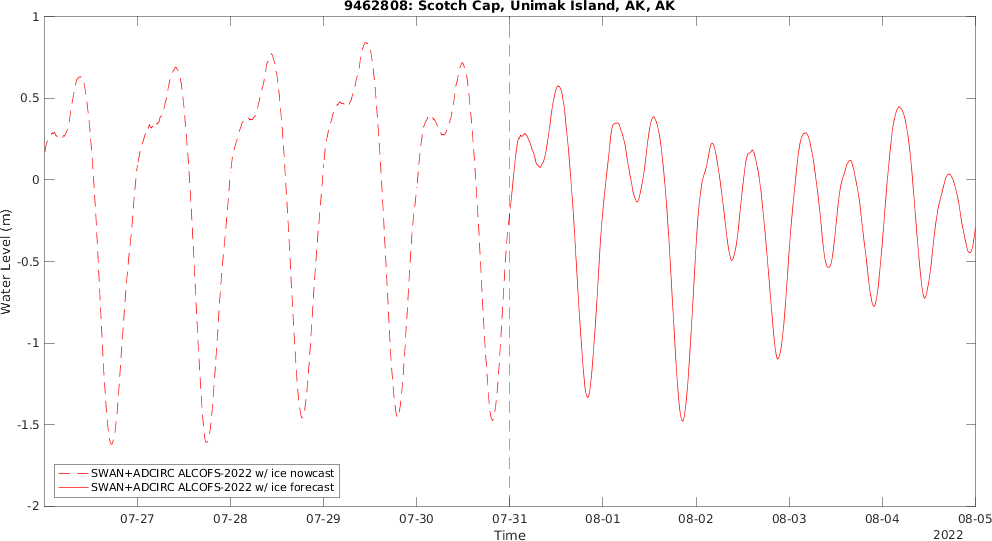 9462808: Scotch Cap, Unimak Island, AK, AK
Water Level (m)
1
0.5
0
-0.5
-1
-1.5
-2
SWAN+ADCIRC ALCOFS-2022 w/ ice nowcast
SWAN+ADCIRC ALCOFS-2022 w/ ice forecast
07-27 07-28 07-29 07-30 07-31 08-01 08-02 08-03 08-04 08-05
Time
2022